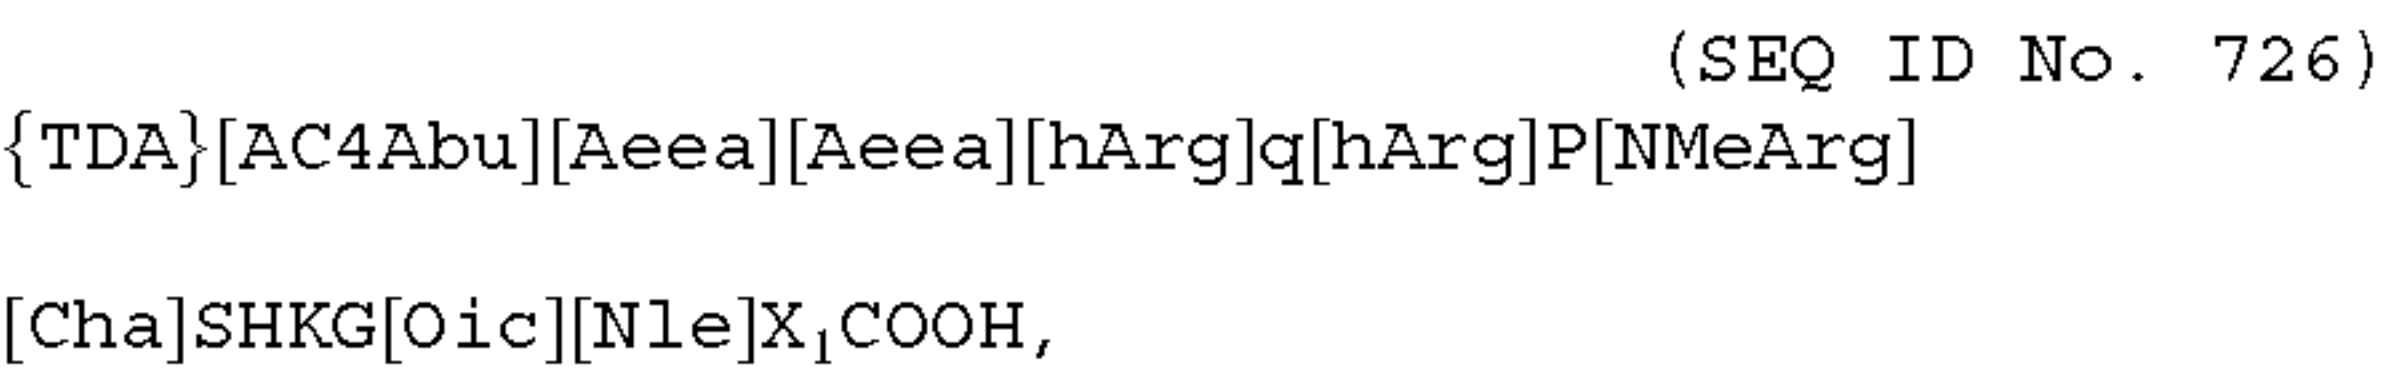 (SEQ ID No. 726)
{TDA}[AC4Abu][Aeea][Aeea][hArg]q[hArg]P[NMeArg]
[Cha]SHKG[Oic][Nle]X₁COOH,